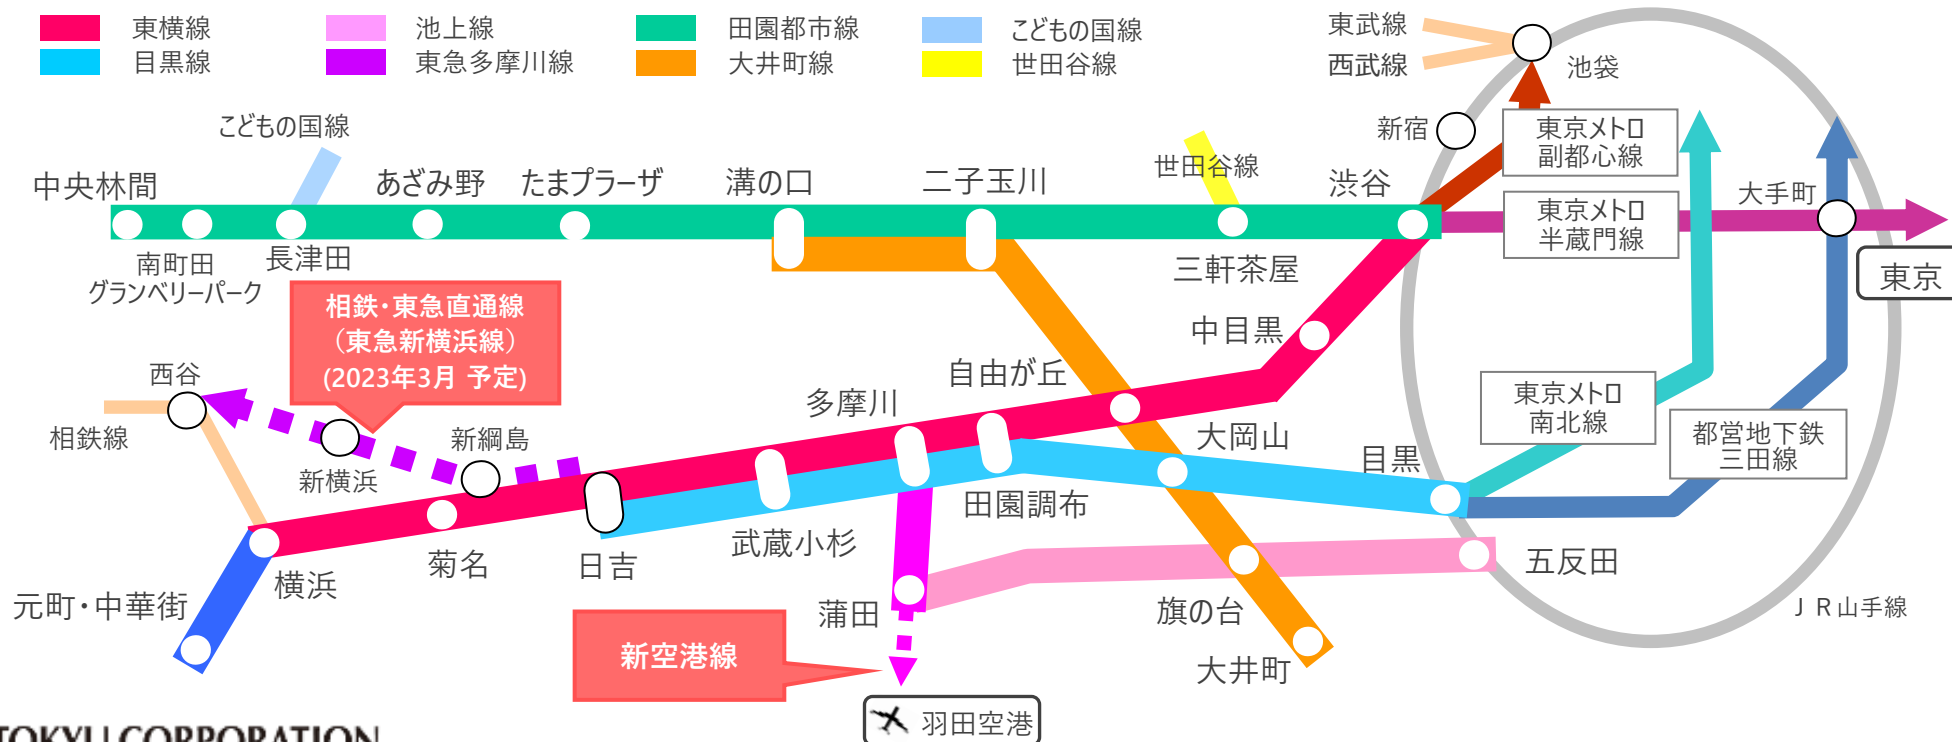 東横線
池上線
田園都市線
こどもの国線
目黒線
東急多摩川線
大井町線
世田谷線
東武線
西武線
池袋
新宿
こどもの国線
世田谷線
東京メトロ
副都心線
中央林間
あざみ野
たまプラーザ
溝の口
二子玉川
渋谷
大手町
東京メトロ
半蔵門線
南町田
グランベリーパーク
長津田
三軒茶屋
東京
相鉄・東急直通線
（東急新横浜線）
(2023年3月 予定)
中目黒
自由が丘
西谷
多摩川
相鉄線
新横浜
新綱島
大岡山
目黒
東京メトロ
南北線
都営地下鉄
三田線
田園調布
武蔵小杉
日吉
菊名
横浜
元町・中華街
五反田
蒲田
旗の台
大井町
ＪＲ山手線
新空港線
羽田空港
TOKYU CORPORATION